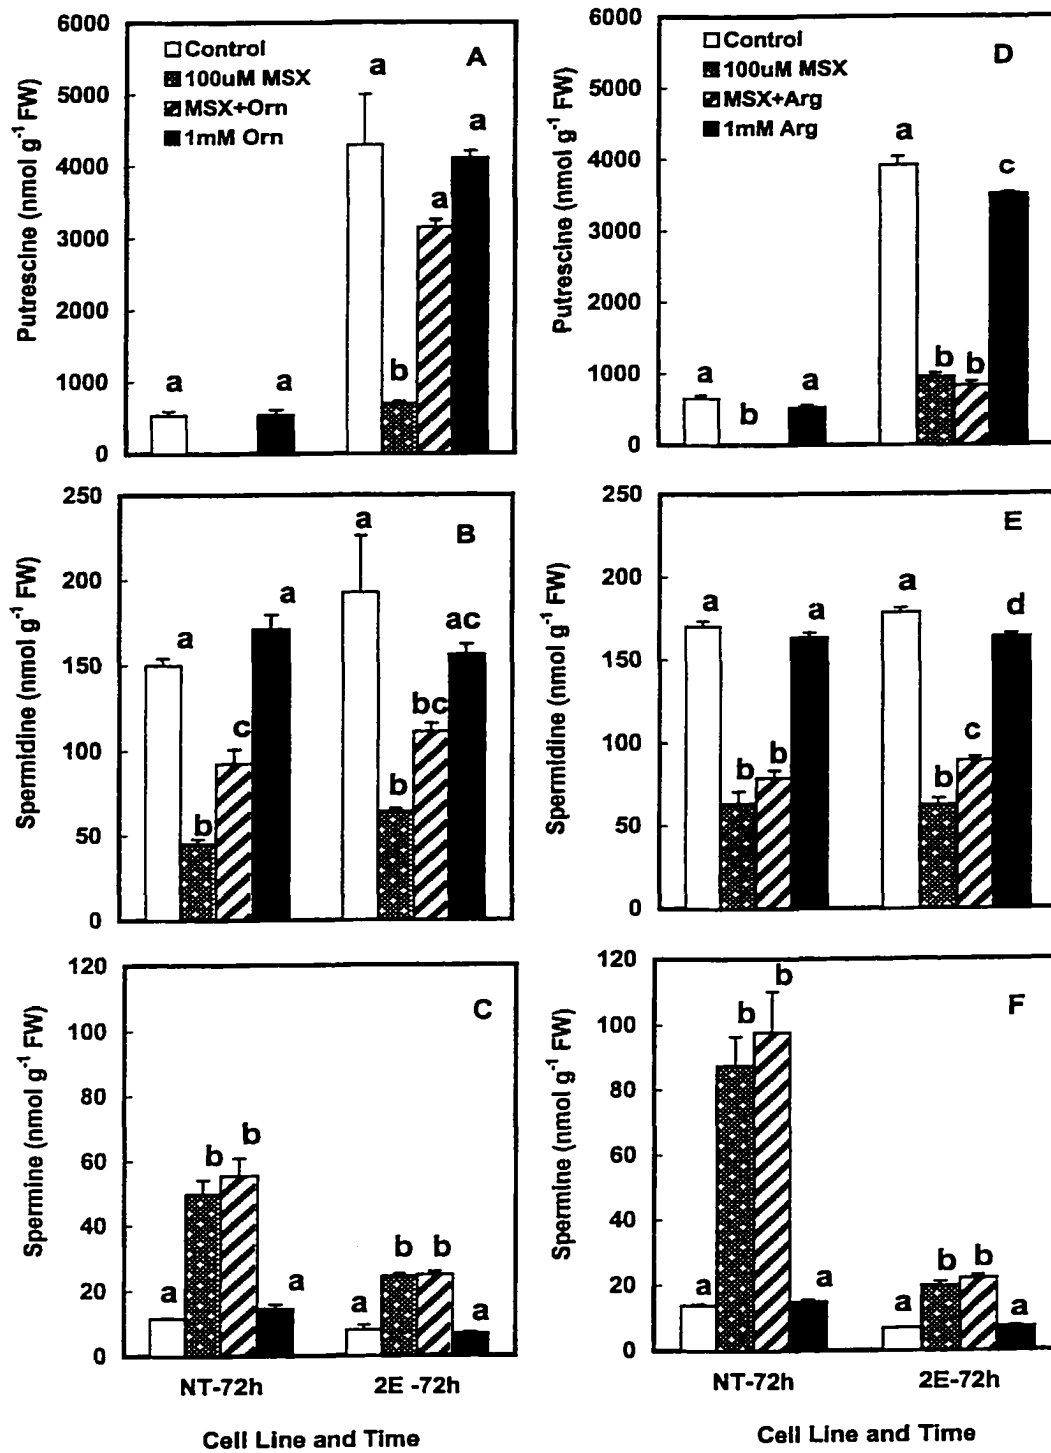 A
Control
100uM MSX
MSX+Orn
1mM Orn
Putrescine (nmol g⁻¹ FW)
6000
5000
4000
3000
2000
1000
0
a
a
a
b
a
a
D
Control
100uM MSX
MSX+Arg
1mM Arg
Putrescine (nmol g⁻¹ FW)
6000
5000
4000
3000
2000
1000
0
a
b
a
a
b
b
c
B
Spermidine (nmol g⁻¹ FW)
250
200
150
100
50
0
a
b
c
a
a
b
bc
ac
E
Spermidine (nmol g⁻¹ FW)
250
200
150
100
50
0
a
b
b
a
a
b
c
d
C
Spermine (nmol g⁻¹ FW)
120
100
80
60
40
20
0
a
b
b
a
a
b
b
a
NT-72h
2E -72h
Cell Line and Time
F
Spermine (nmol g⁻¹ FW)
120
100
80
60
40
20
0
a
b
b
a
a
b
b
a
NT-72h
2E-72h
Cell Line and Time